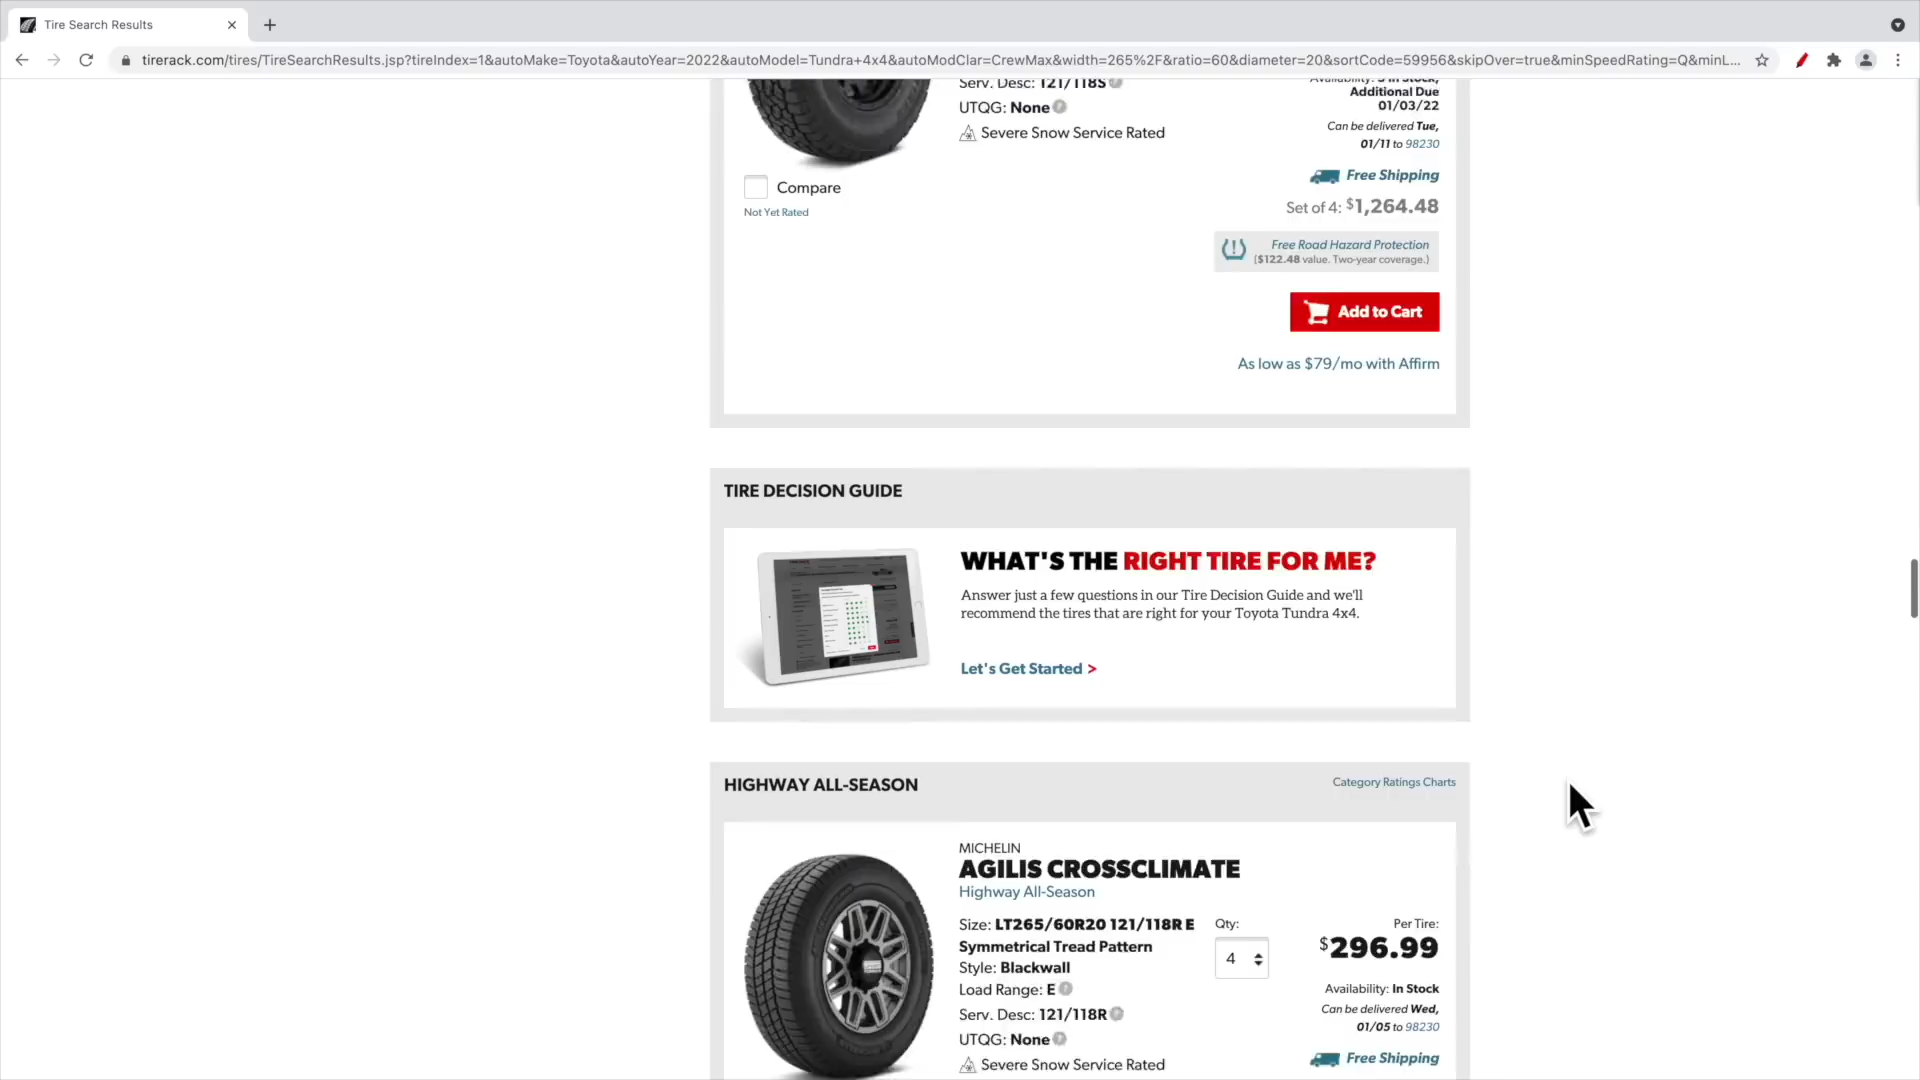 Tire Search Results
tirerack.com/tires/TireSearchResults.jsp?tireIndex=1&autoMake=Toyota&autoYear=2022&autoModel=Tundra+4x4&autoModClar=CrewMax&width=265%2F&ratio=60&diameter=20&sortCode=59956&skipOver=true&minSpeedRating=Q&minL...
Serv. Desc: 121/118S
UTQG: None
Severe Snow Service Rated
Compare
Not Yet Rated
Additional Due
01/03/22
Can be delivered Tue,
01/11 to 98230
Free Shipping
Set of 4: $1,264.48
Free Road Hazard Protection
($122.48 value. Two-year coverage.)
Add to Cart
As low as $79/mo with Affirm
TIRE DECISION GUIDE
WHAT'S THE RIGHT TIRE FOR ME?
Answer just a few questions in our Tire Decision Guide and we'll
recommend the tires that are right for your Toyota Tundra 4x4.
Let's Get Started >
HIGHWAY ALL-SEASON
Category Ratings Charts
MICHELIN
AGILIS CROSSCLIMATE
Highway All-Season
Size: LT265/60R20 121/118R E
Symmetrical Tread Pattern
Style: Blackwall
Load Range: E
Serv. Desc: 121/118R
UTQG: None
Severe Snow Service Rated
Qty:
4
Per Tire:
$296.99
Availability: In Stock
Can be delivered Wed,
01/05 to 98230
Free Shipping